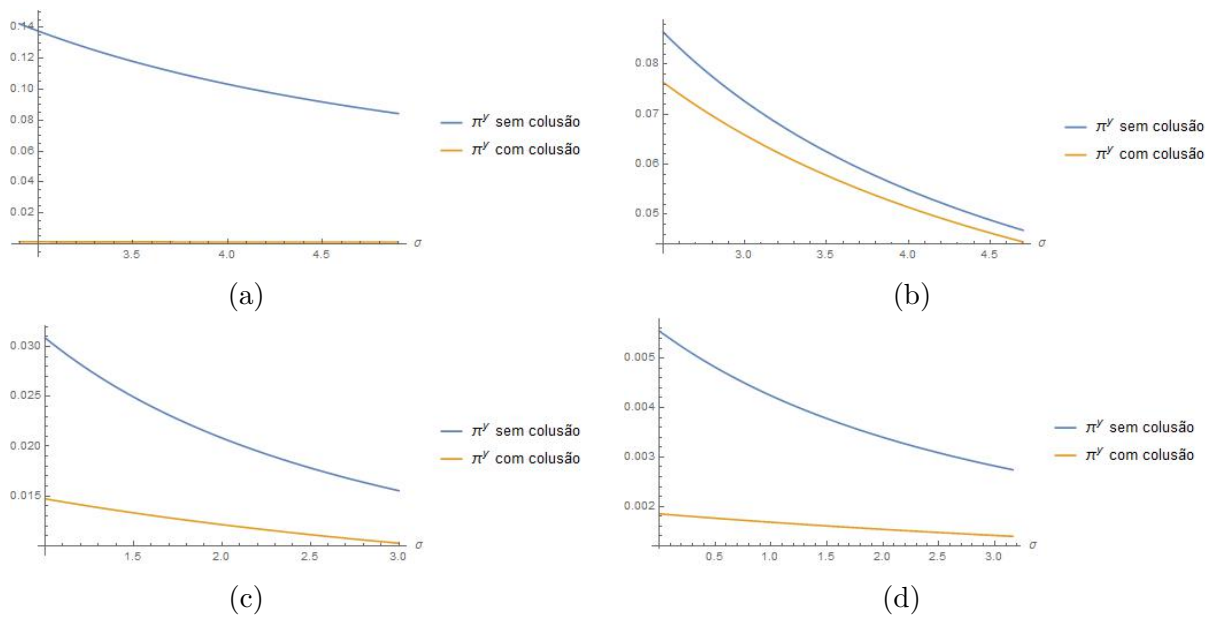 0.14
0.12
0.10
0.08
0.06
0.04
0.02
3.5 4.0 4.5 σ
π^y sem colusão
π^y com colusão
(a)
0.08
0.07
0.06
0.05
3.0 3.5 4.0 4.5 σ
π^y sem colusão
π^y com colusão
(b)
0.030
0.025
0.020
0.015
1.5 2.0 2.5 3.0 σ
π^y sem colusão
π^y com colusão
(c)
0.005
0.004
0.003
0.002
0.5 1.0 1.5 2.0 2.5 3.0 σ
π^y sem colusão
π^y com colusão
(d)